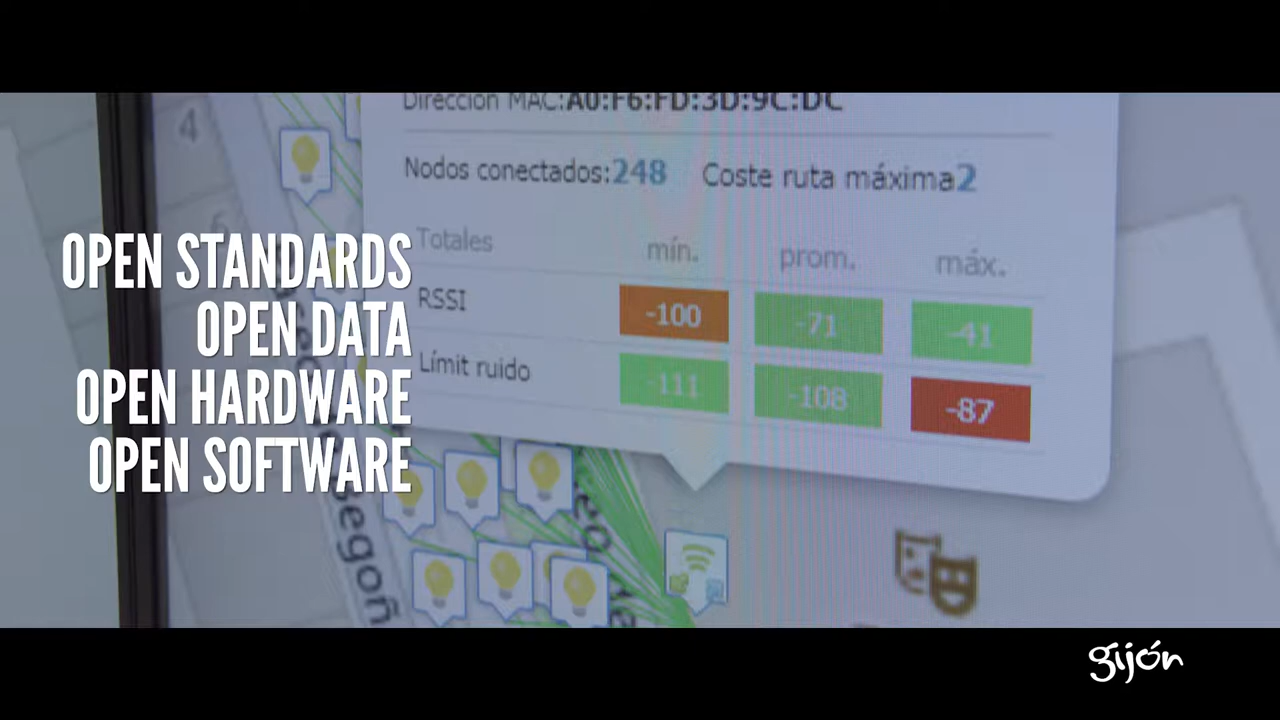 Dirección MAC:A0:F6:FD:3D:9C:DC
4
Nodos conectados:248 Coste ruta máxima2
Totales mín. prom. máx.
RSSI -100 -71 -41
Límit ruido -111 -108 -87
OPEN STANDARDS
OPEN DATA
OPEN HARDWARE
OPEN SOFTWARE
gijón